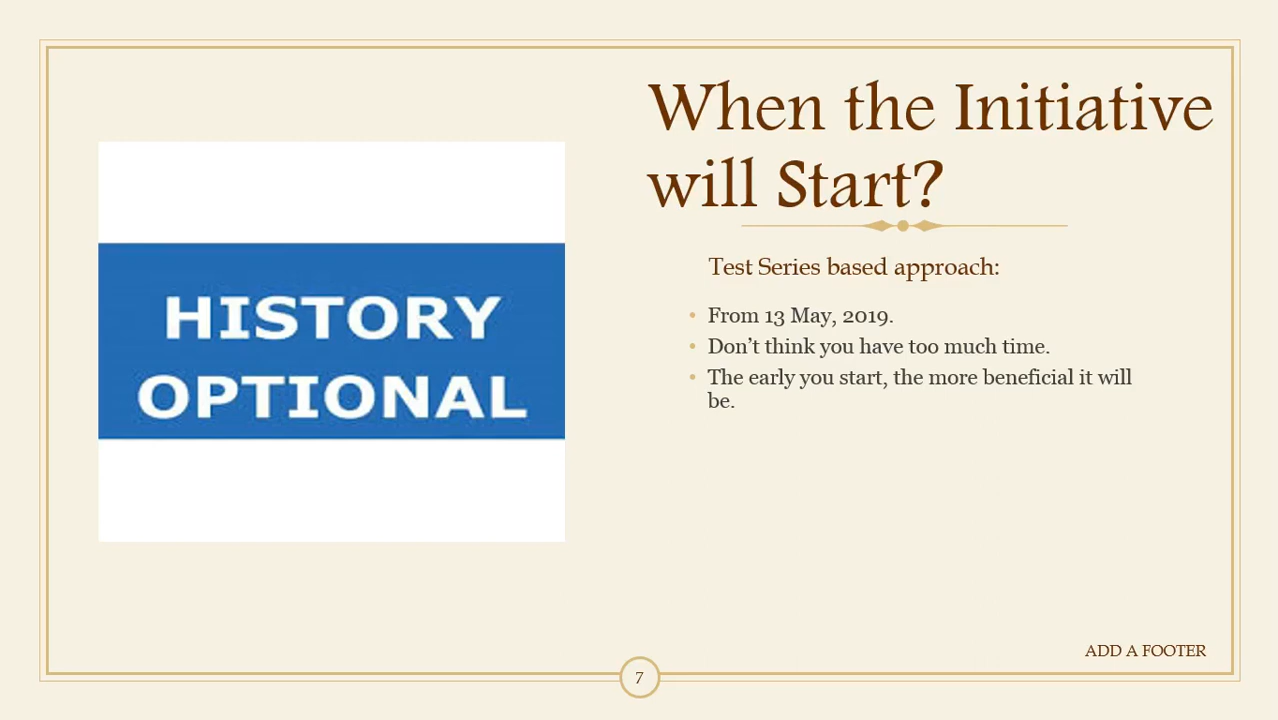 When the Initiative
will Start?
HISTORY
OPTIONAL
Test Series based approach:
• From 13 May, 2019.
• Don’t think you have too much time.
• The early you start, the more beneficial it will
be.
ADD A FOOTER
7